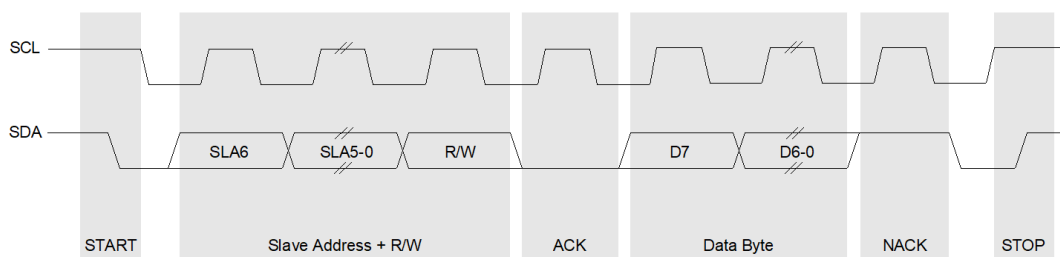 SCL
SDA
SLA6 SLA5-0 R/W D7 D6-0
START Slave Address + R/W ACK Data Byte NACK STOP